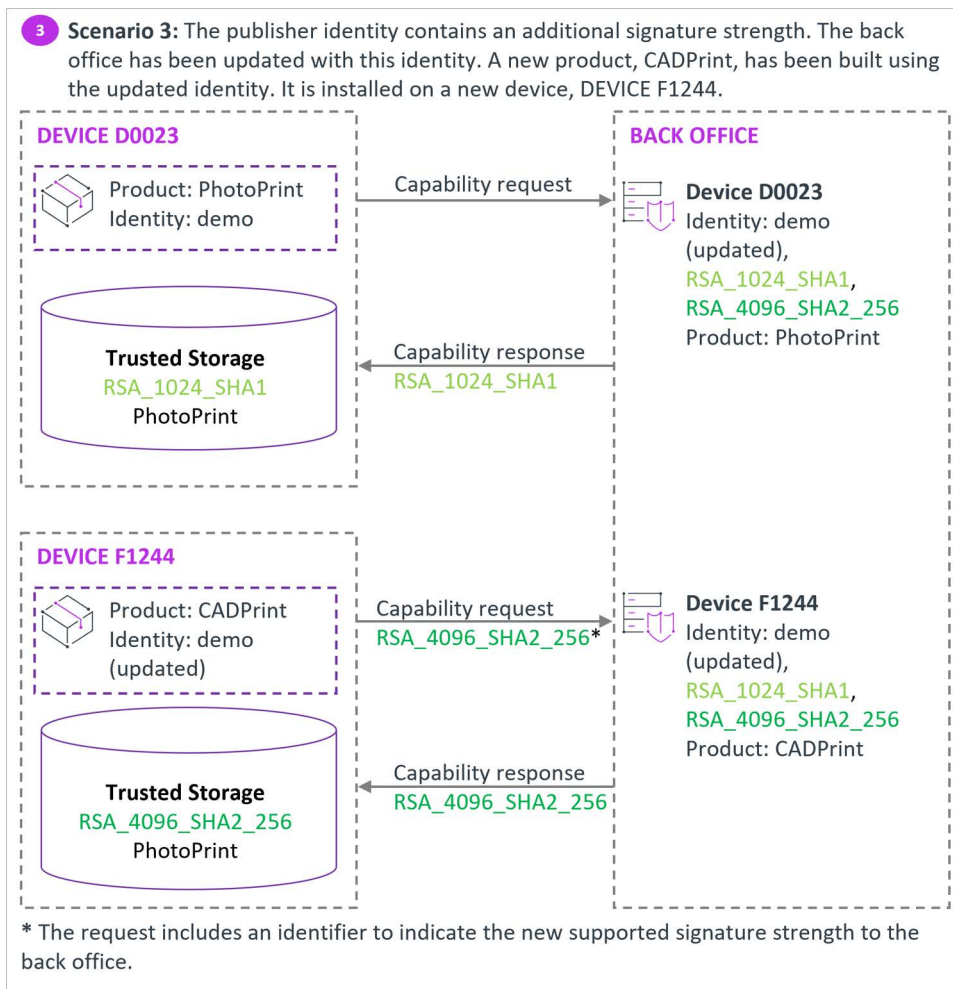 3 Scenario 3: The publisher identity contains an additional signature strength. The back
office has been updated with this identity. A new product, CADPrint, has been built using
the updated identity. It is installed on a new device, DEVICE F1244.
DEVICE D0023
Product: PhotoPrint
Identity: demo
Trusted Storage
RSA_1024_SHA1
PhotoPrint
Capability request
Capability response
RSA_1024_SHA1
BACK OFFICE
Device D0023
Identity: demo
(updated),
RSA_1024_SHA1,
RSA_4096_SHA2_256
Product: PhotoPrint
DEVICE F1244
Product: CADPrint
Identity: demo
(updated)
Trusted Storage
RSA_4096_SHA2_256
PhotoPrint
Capability request
RSA_4096_SHA2_256*
Capability response
RSA_4096_SHA2_256
Device F1244
Identity: demo
(updated),
RSA_1024_SHA1,
RSA_4096_SHA2_256
Product: CADPrint
* The request includes an identifier to indicate the new supported signature strength to the
back office.